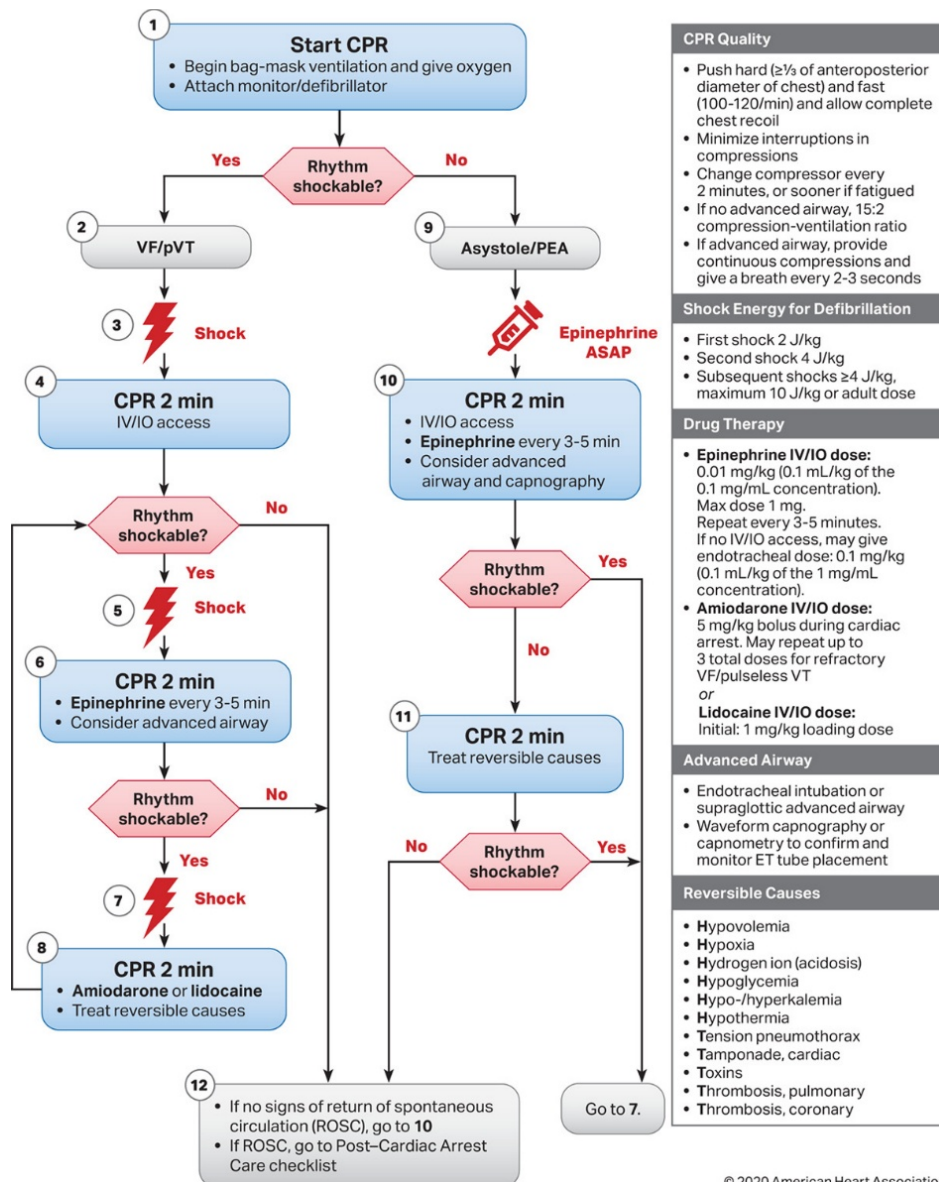 1
Start CPR
• Begin bag-mask ventilation and give oxygen
• Attach monitor/defibrillator
Yes
Rhythm
shockable?
No
2
VF/pVT
9
Asystole/PEA
3
Shock
Epinephrine
ASAP
4
CPR 2 min
IV/IO access
10
CPR 2 min
• IV/IO access
• Epinephrine every 3-5 min
• Consider advanced
airway and capnography
Rhythm
shockable?
No
Yes
5
Shock
Rhythm
shockable?
Yes
No
6
CPR 2 min
• Epinephrine every 3-5 min
• Consider advanced airway
11
CPR 2 min
Treat reversible causes
Rhythm
shockable?
No
Yes
7
Shock
No
Rhythm
shockable?
Yes
8
CPR 2 min
• Amiodarone or lidocaine
• Treat reversible causes
12
• If no signs of return of spontaneous
circulation (ROSC), go to 10
• If ROSC, go to Post–Cardiac Arrest
Care checklist
Go to 7.
CPR Quality
• Push hard (≥⅓ of anteroposterior
diameter of chest) and fast
(100-120/min) and allow complete
chest recoil
• Minimize interruptions in
compressions
• Change compressor every
2 minutes, or sooner if fatigued
• If no advanced airway, 15:2
compression-ventilation ratio
• If advanced airway, provide
continuous compressions and
give a breath every 2-3 seconds
Shock Energy for Defibrillation
• First shock 2 J/kg
• Second shock 4 J/kg
• Subsequent shocks ≥4 J/kg,
maximum 10 J/kg or adult dose
Drug Therapy
• Epinephrine IV/IO dose:
0.01 mg/kg (0.1 mL/kg of the
0.1 mg/mL concentration).
Max dose 1 mg.
Repeat every 3-5 minutes.
If no IV/IO access, may give
endotracheal dose: 0.1 mg/kg
(0.1 mL/kg of the 1 mg/mL
concentration).
• Amiodarone IV/IO dose:
5 mg/kg bolus during cardiac
arrest. May repeat up to
3 total doses for refractory
VF/pulseless VT
or
Lidocaine IV/IO dose:
Initial: 1 mg/kg loading dose
Advanced Airway
• Endotracheal intubation or
supraglottic advanced airway
• Waveform capnography or
capnometry to confirm and
monitor ET tube placement
Reversible Causes
• Hypovolemia
• Hypoxia
• Hydrogen ion (acidosis)
• Hypoglycemia
• Hypo-/hyperkalemia
• Hypothermia
• Tension pneumothorax
• Tamponade, cardiac
• Toxins
• Thrombosis, pulmonary
• Thrombosis, coronary
© 2020 American Heart Association